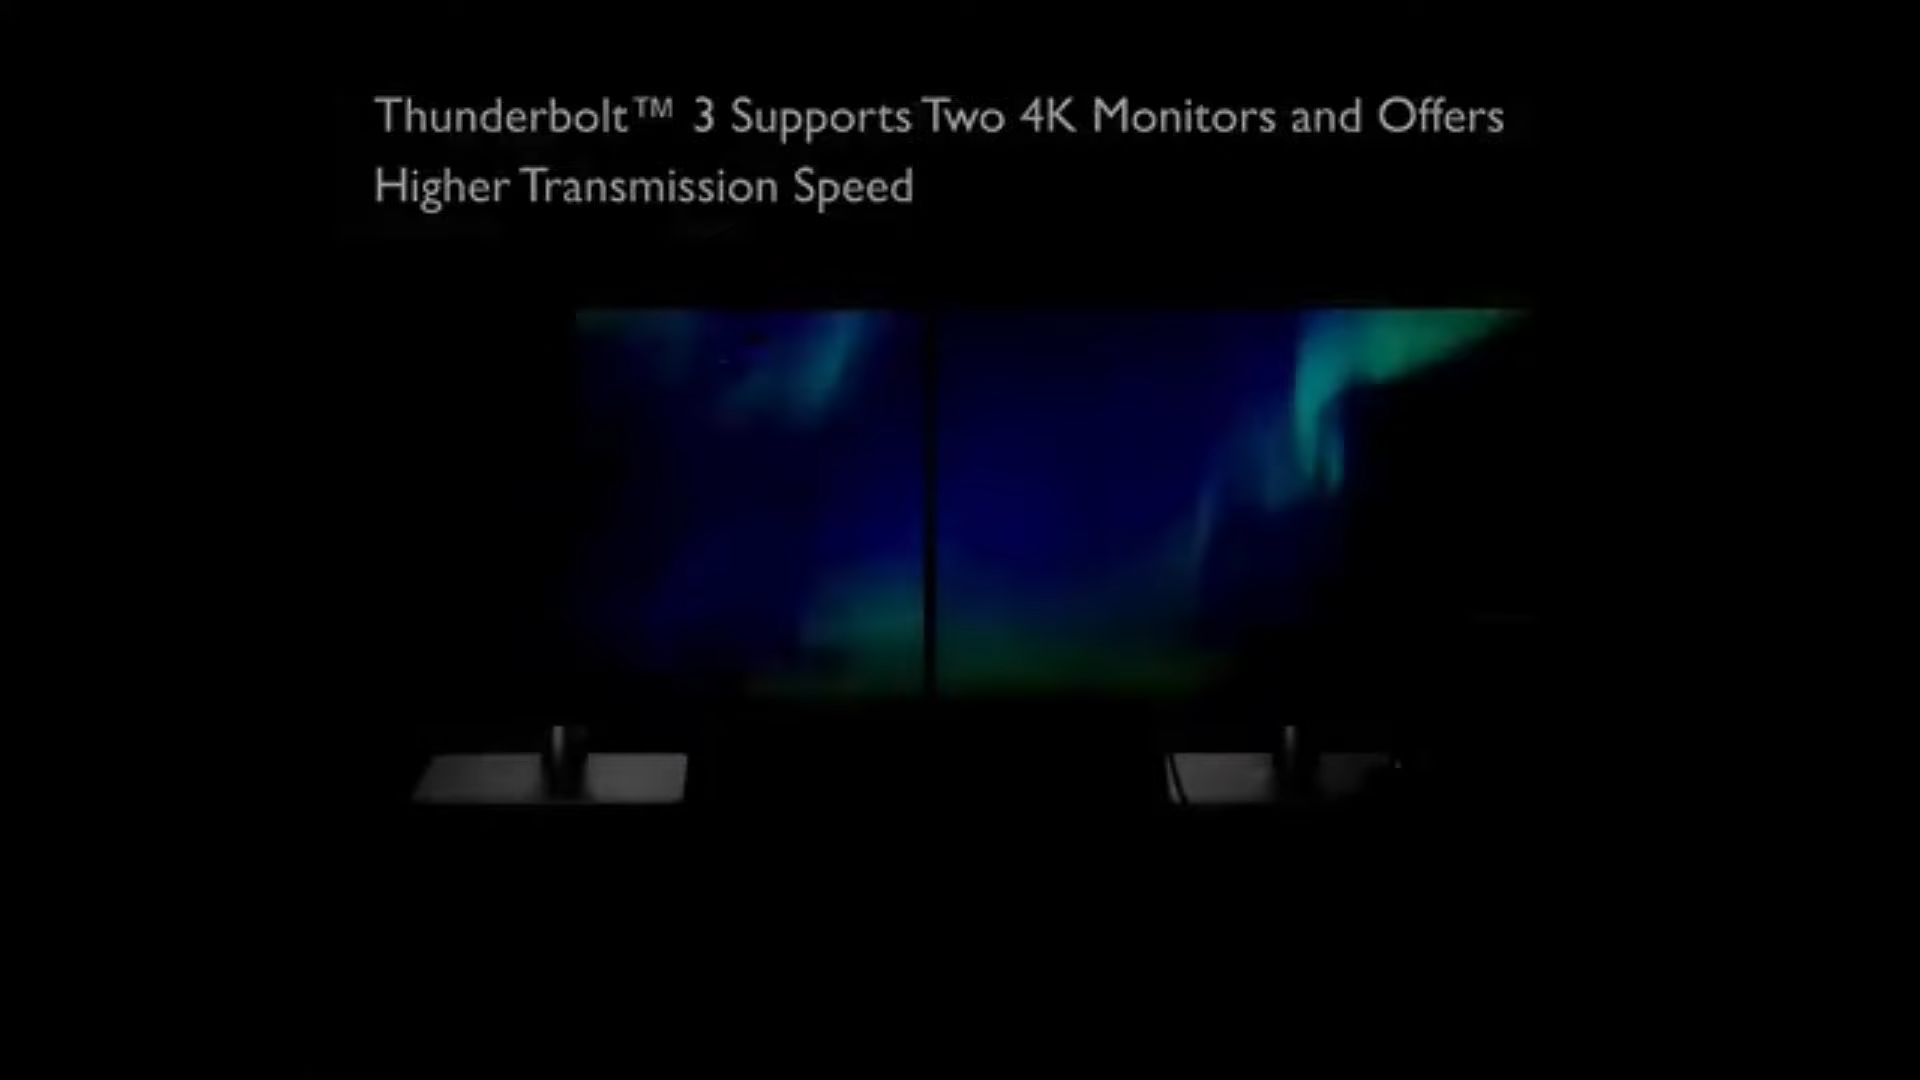 Thunderbolt™ 3 Supports Two 4K Monitors and Offers
Higher Transmission Speed